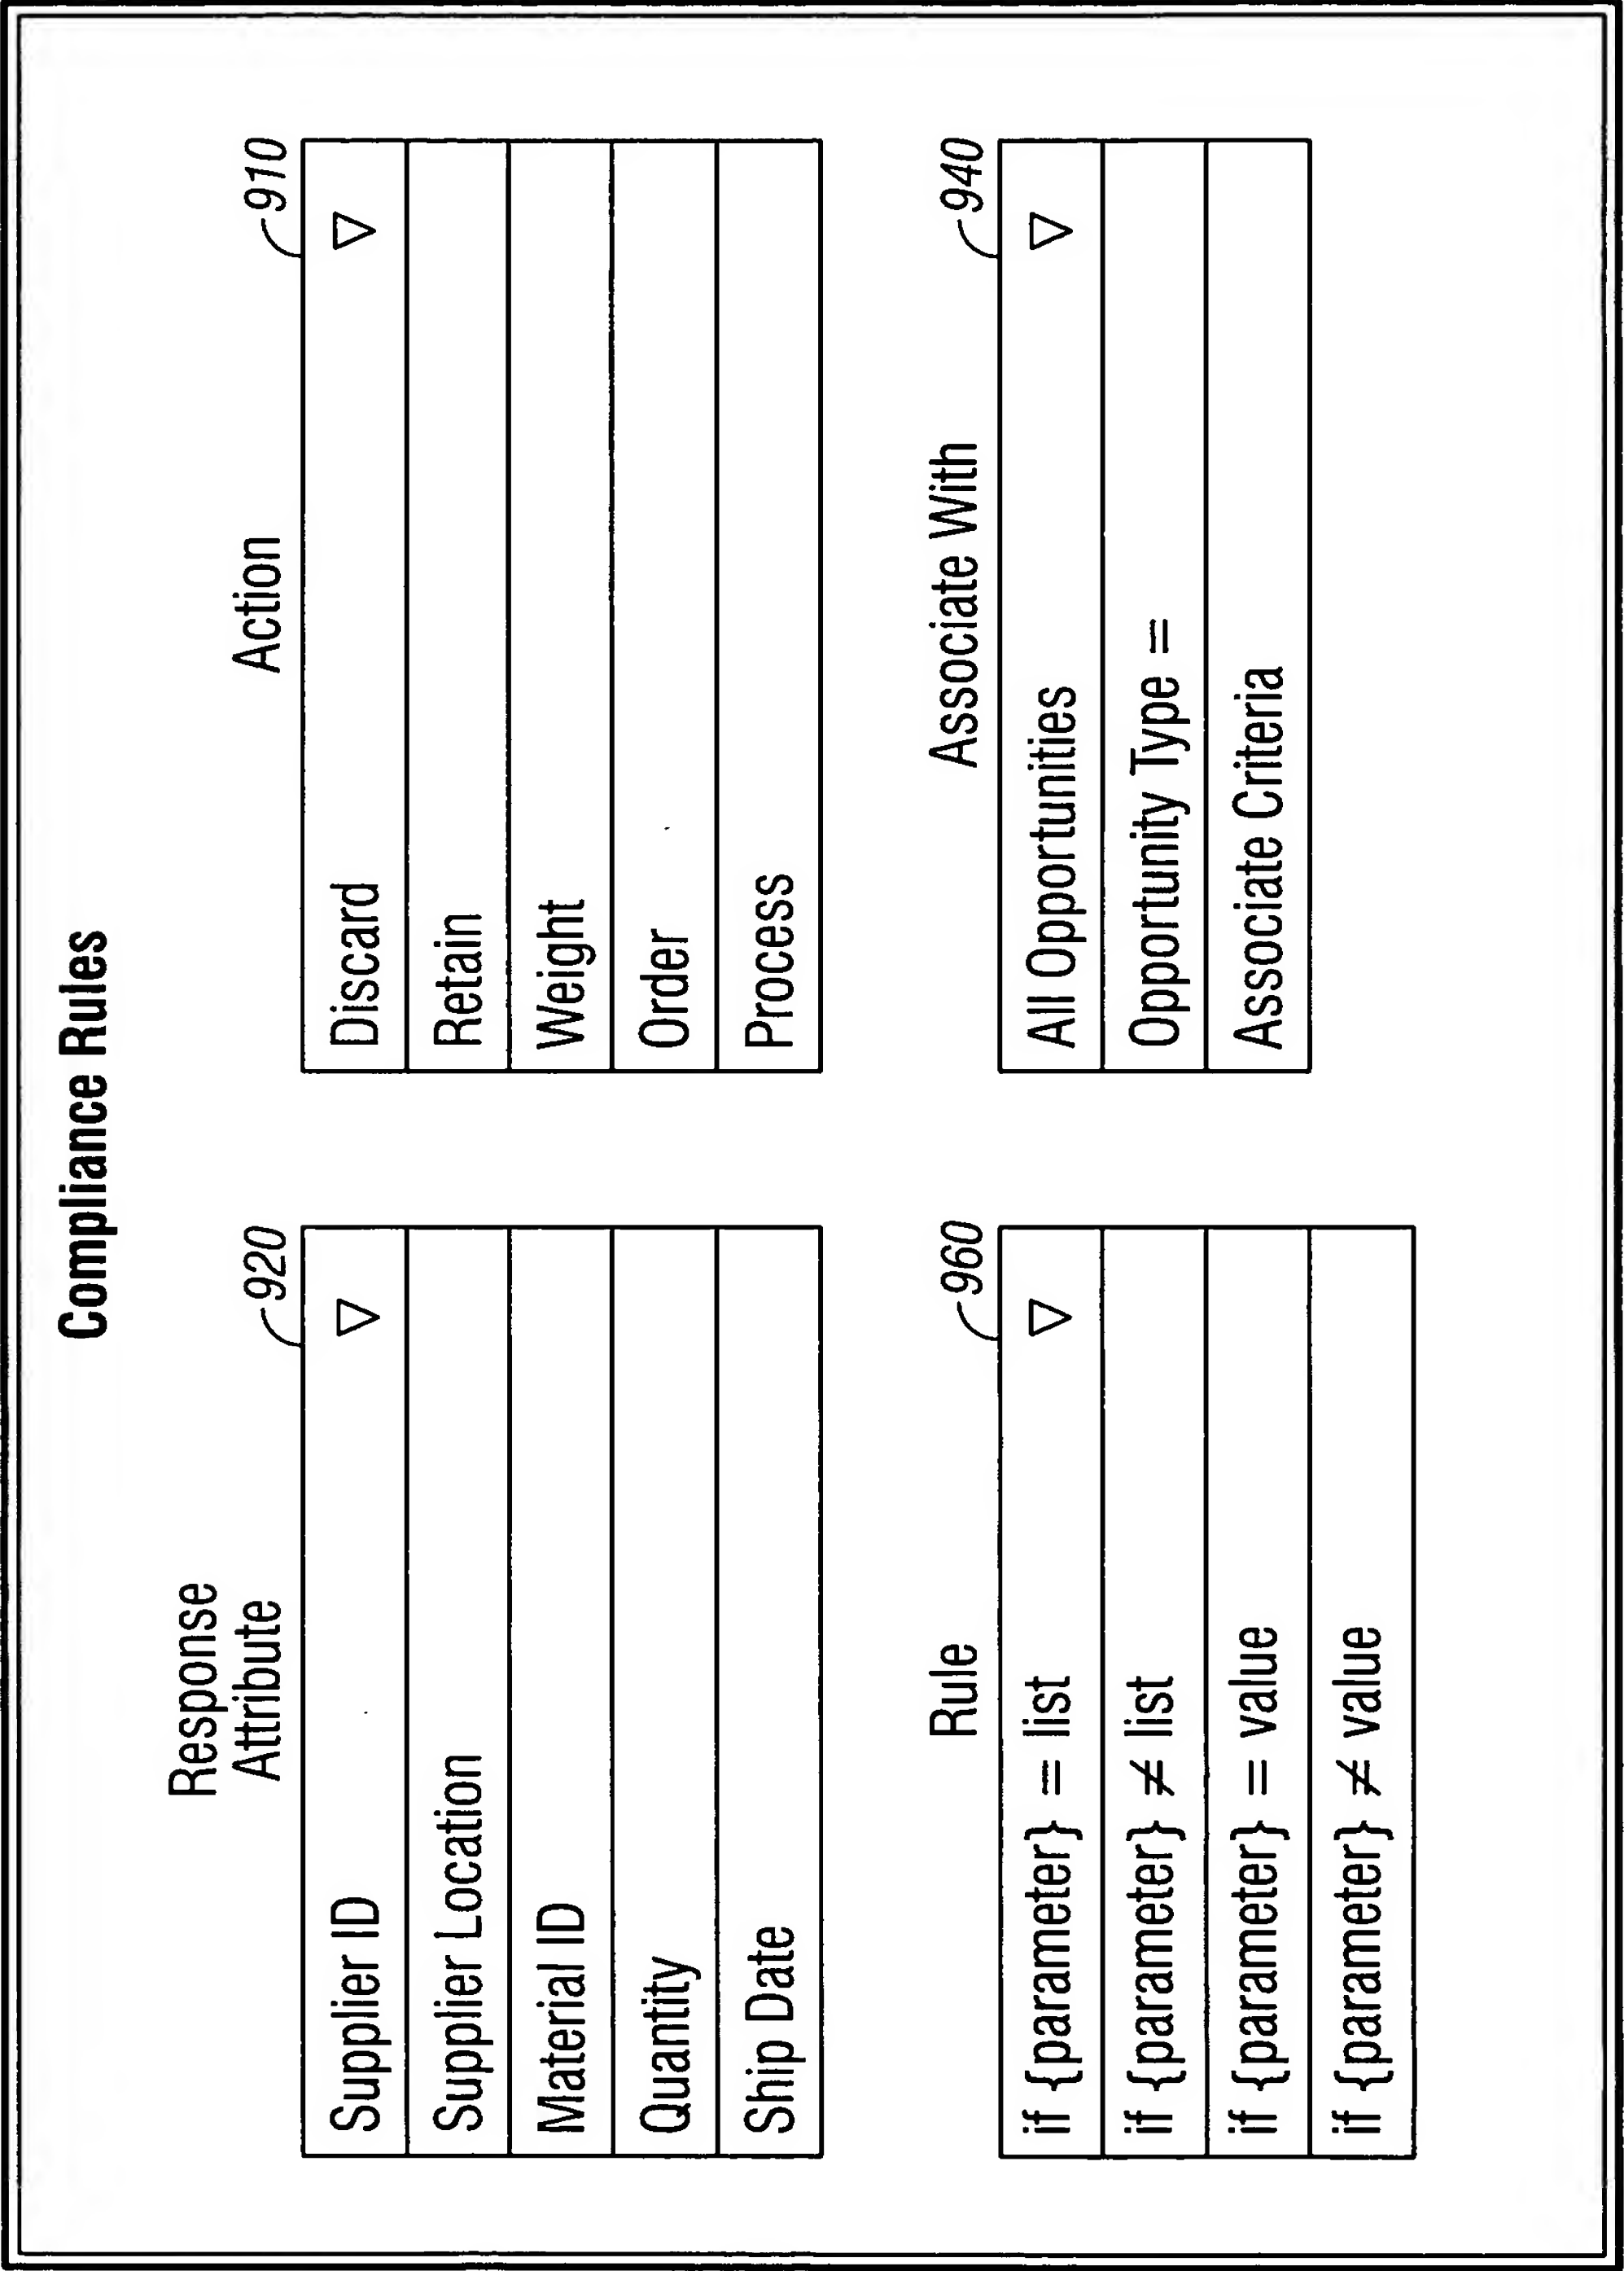 Compliance Rules
Response
Attribute
920
Supplier ID
Supplier Location
Material ID
Quantity
Ship Date
Action
910
Discard
Retain
Weight
Order
Process
Rule
960
if {parameter} = list
if {parameter} ≠ list
if {parameter} = value
if {parameter} ≠ value
Associate With
940
All Opportunities
Opportunity Type =
Associate Criteria